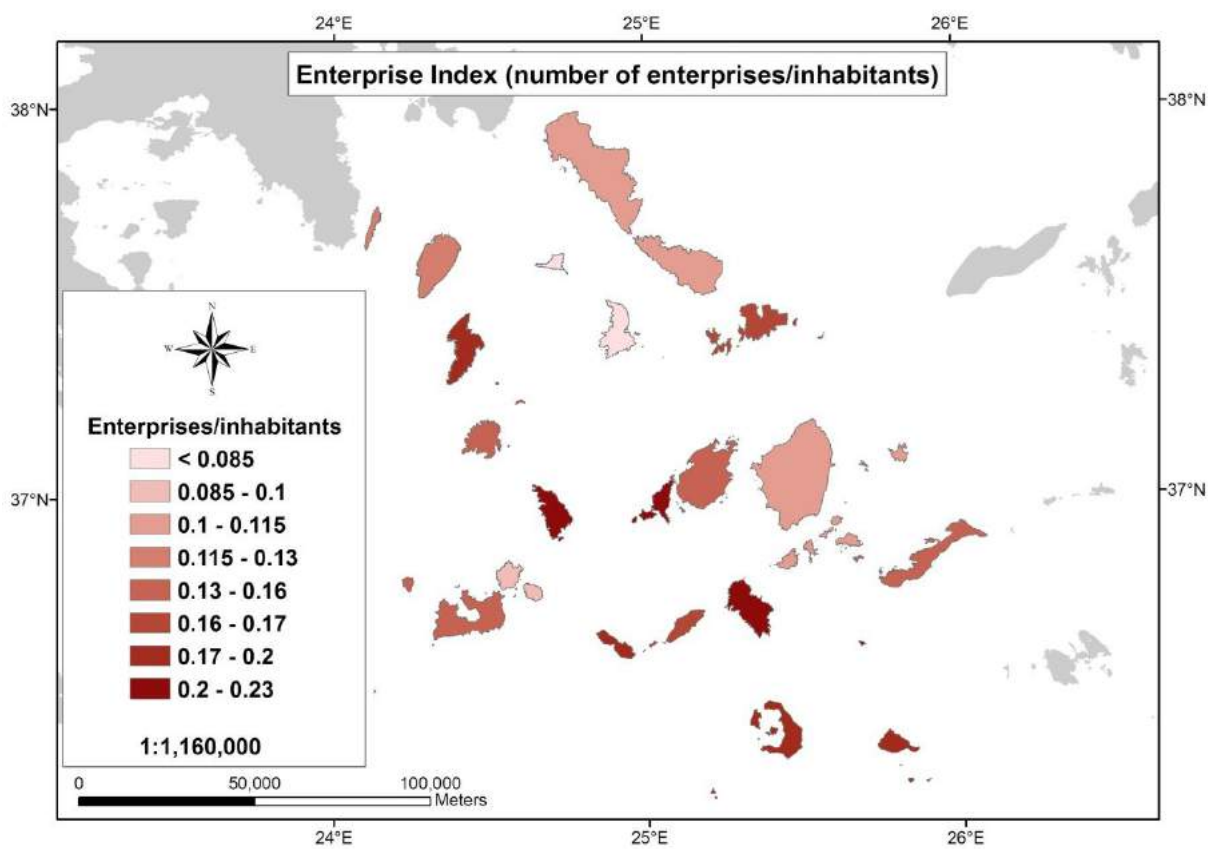 24°E 25°E 26°E
Enterprise Index (number of enterprises/inhabitants)
38°N 38°N
N
W E
S
Enterprises/inhabitants
< 0.085
0.085 - 0.1
0.1 - 0.115
0.115 - 0.13
0.13 - 0.16
0.16 - 0.17
0.17 - 0.2
0.2 - 0.23
37°N 37°N
1:1,160,000
0 50,000 100,000
Meters
24°E 25°E 26°E